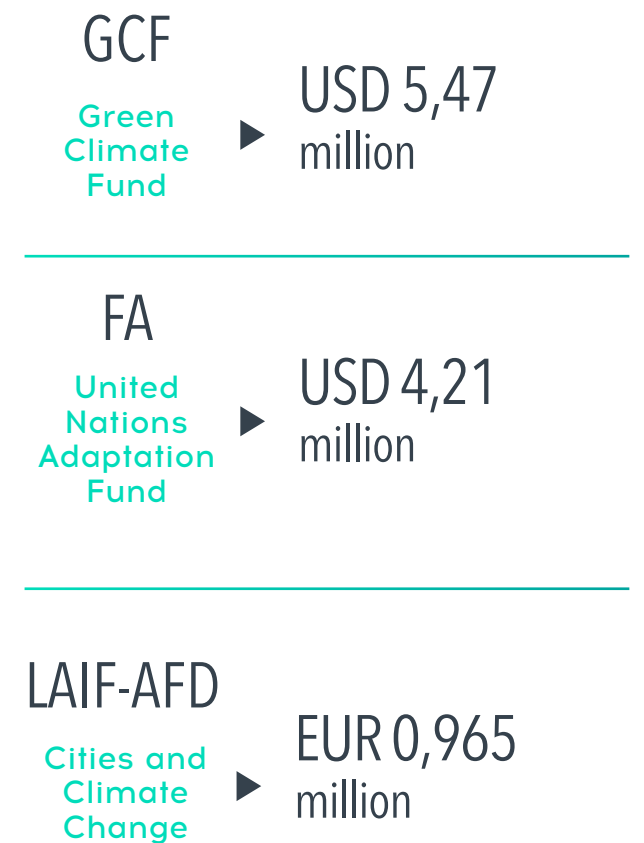 GCF
Green
Climate
Fund
USD 5,47
million
FA
United
Nations
Adaptation
Fund
USD 4,21
million
LAIF-AFD
Cities and
Climate
Change
EUR 0,965
million